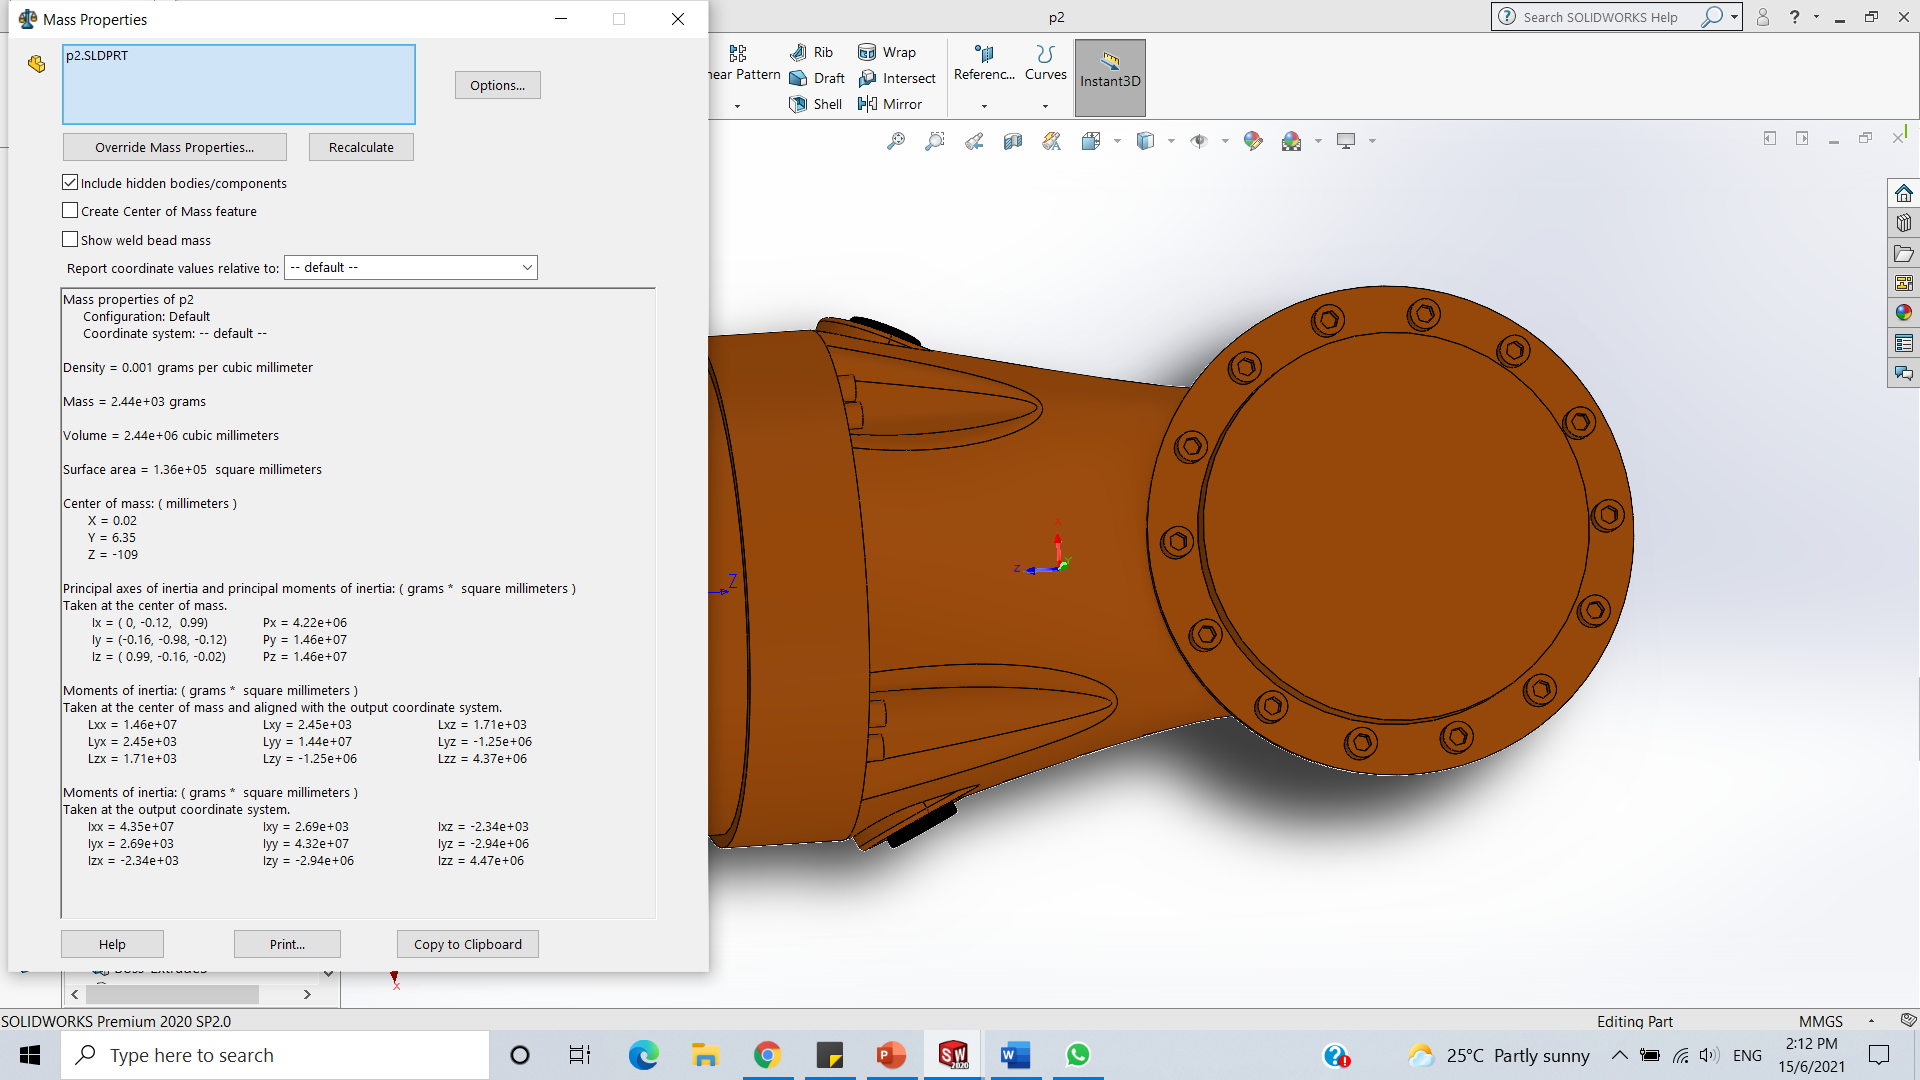 Mass Properties
p2
Search SOLIDWORKS Help
p2.SLDPRT
Options...
Override Mass Properties...
Recalculate
Include hidden bodies/components
Create Center of Mass feature
Show weld bead mass
Report coordinate values relative to: -- default --
Mass properties of p2
Configuration: Default
Coordinate system: -- default --
Density = 0.001 grams per cubic millimeter
Mass = 2.44e+03 grams
Volume = 2.44e+06 cubic millimeters
Surface area = 1.36e+05 square millimeters
Center of mass: ( millimeters )
X = 0.02
Y = 6.35
Z = -109
Principal axes of inertia and principal moments of inertia: ( grams * square millimeters )
Taken at the center of mass.
Ix = ( 0, -0.12, 0.99) Px = 4.22e+06
Iy = (-0.16, -0.98, -0.12) Py = 1.46e+07
Iz = ( 0.99, -0.16, -0.02) Pz = 1.46e+07
Moments of inertia: ( grams * square millimeters )
Taken at the center of mass and aligned with the output coordinate system.
Lxx = 1.46e+07 Lxy = 2.45e+03 Lxz = 1.71e+03
Lyx = 2.45e+03 Lyy = 1.44e+07 Lyz = -1.25e+06
Lzx = 1.71e+03 Lzy = -1.25e+06 Lzz = 4.37e+06
Moments of inertia: ( grams * square millimeters )
Taken at the output coordinate system.
Ixx = 4.35e+07 Ixy = 2.69e+03 Ixz = -2.34e+03
Iyx = 2.69e+03 Iyy = 4.32e+07 Iyz = -2.94e+06
Izx = -2.34e+03 Izy = -2.94e+06 Izz = 4.47e+06
Help
Print...
Copy to Clipboard
near Pattern
Rib
Draft
Shell
Wrap
Intersect
Mirror
Referenc...
Curves
Instant3D
Z
x
z
Y
x
SOLIDWORKS Premium 2020 SP2.0
Editing Part
MMGS
Type here to search
SW
2020
25°C Partly sunny
ENG
2:12 PM
15/6/2021